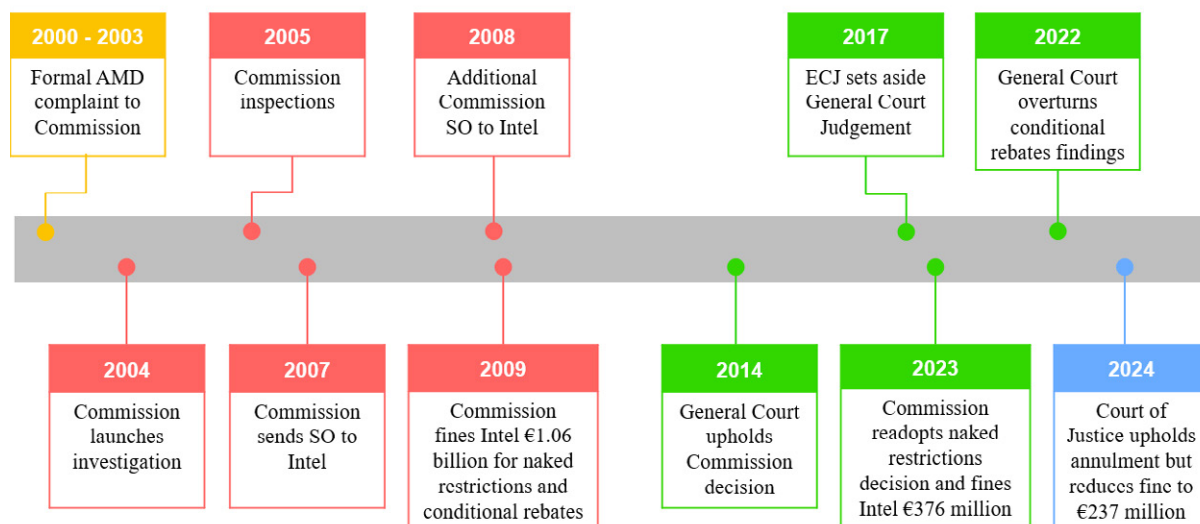 2000 - 2003
Formal AMD
complaint to
Commission
2005
Commission
inspections
2008
Additional
Commission
SO to Intel
2017
ECJ sets aside
General Court
Judgement
2022
General Court
overturns
conditional
rebates findings
2004
Commission
launches
investigation
2007
Commission
sends SO to
Intel
2009
Commission
fines Intel €1.06
billion for naked
restrictions and
conditional rebates
2014
General Court
upholds
Commission
decision
2023
Commission
readopts naked
restrictions
decision and fines
Intel €376 million
2024
Court of
Justice upholds
annulment but
reduces fine to
€237 million